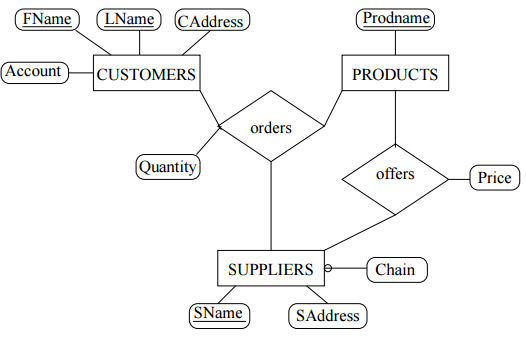 FName
LName
CAddress
Prodname
Account
CUSTOMERS
PRODUCTS
orders
Quantity
offers
Price
SUPPLIERS
Chain
SName
SAddress